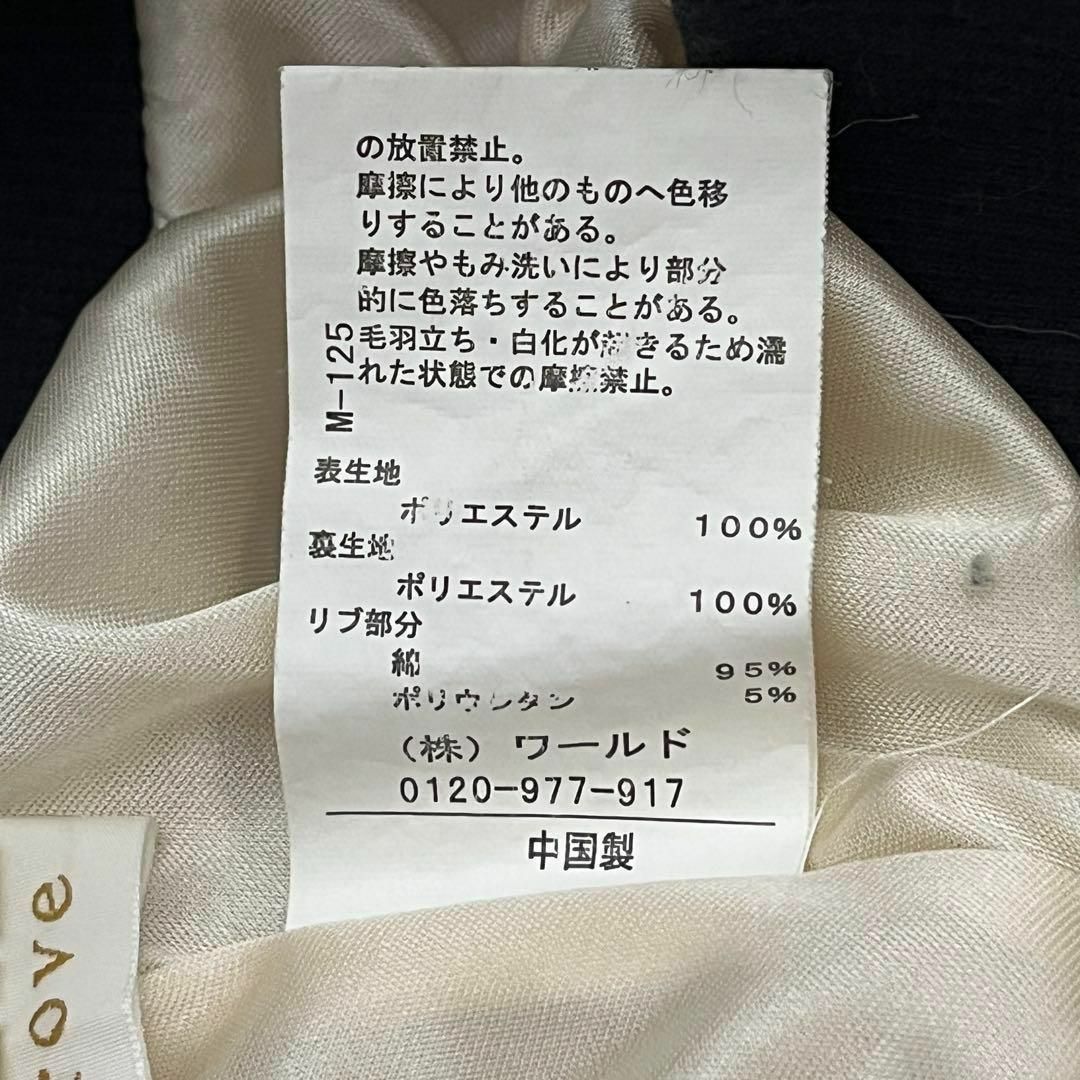 の放置禁止。
摩擦により他のものへ色移
りすることがある。
摩擦やもみ洗いにより部分
的に色落ちすることがある。
毛羽立ち・白化が起きるため濡
れた状態での摩擦禁止。
M-125
表生地
ポリエステル 100%
裏生地
ポリエステル 100%
リブ部分
綿 95%
ポリウレタン 5%
(株) ワールド
0120-977-917
中国製
ove